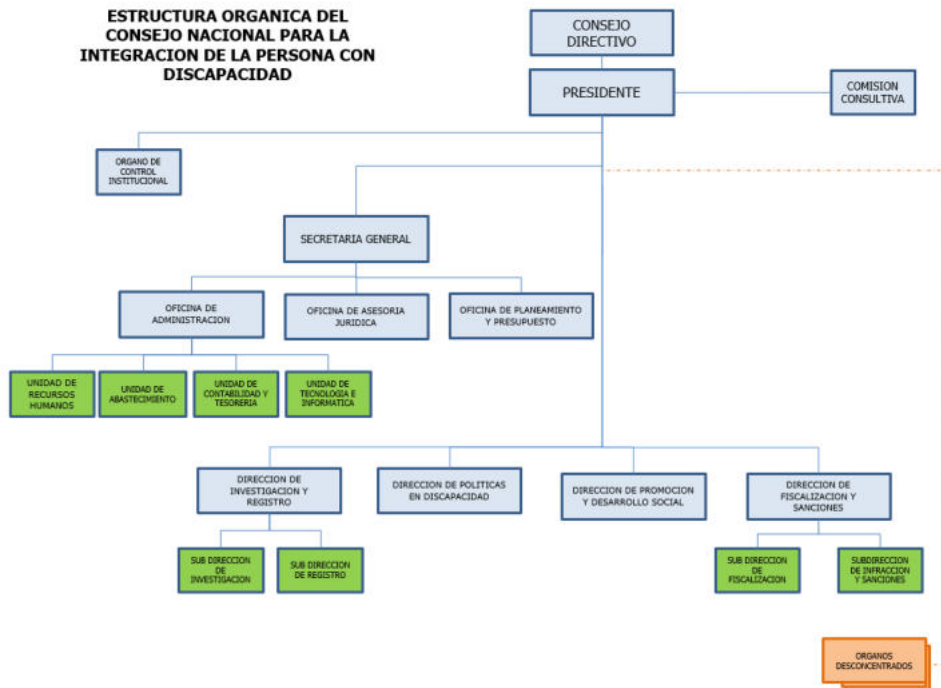 ESTRUCTURA ORGANICA DEL
CONSEJO NACIONAL PARA LA
INTEGRACION DE LA PERSONA CON
DISCAPACIDAD
CONSEJO
DIRECTIVO
PRESIDENTE
COMISION
CONSULTIVA
ORGANO DE
CONTROL
INSTITUCIONAL
SECRETARIA GENERAL
OFICINA DE
ADMINISTRACION
OFICINA DE ASESORIA
JURIDICA
OFICINA DE PLANEAMIENTO
Y PRESUPUESTO
UNIDAD DE
RECURSOS
HUMANOS
UNIDAD DE
ABASTECIMIENTO
UNIDAD DE
CONTABILIDAD Y
TESORERIA
UNIDAD DE
TECNOLOGIA E
INFORMATICA
DIRECCION DE
INVESTIGACION Y
REGISTRO
DIRECCION DE POLITICAS
EN DISCAPACIDAD
DIRECCION DE PROMOCION
Y DESARROLLO SOCIAL
DIRECCION DE
FISCALIZACION Y
SANCIONES
SUB DIRECCION
DE
INVESTIGACION
SUB DIRECCION
DE REGISTRO
SUB DIRECCION
DE
FISCALIZACION
SUBDIRECCION
DE INFRACCION
Y SANCIONES
ORGANOS
DESCONCENTRADOS